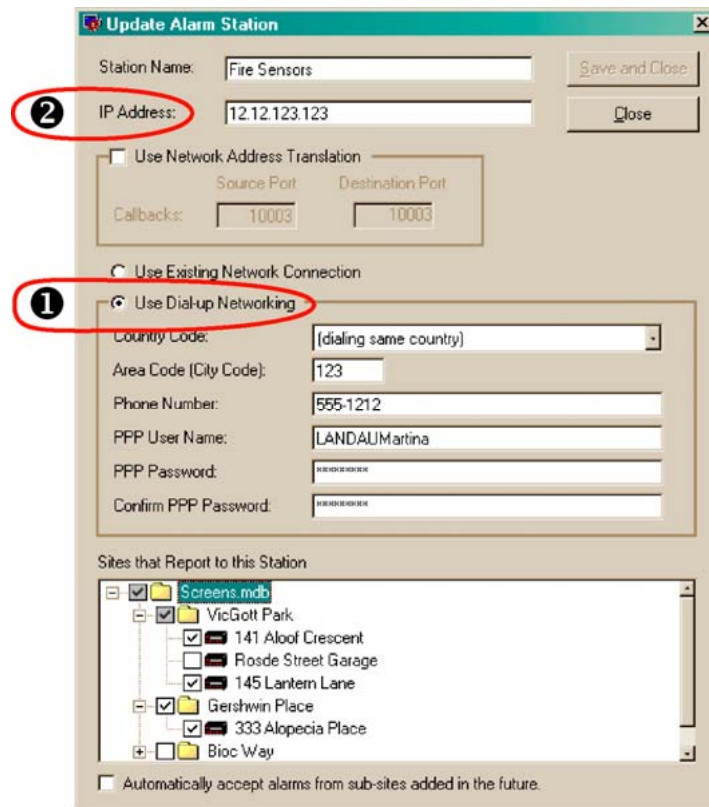 Update Alarm Station
Station Name: Fire Sensors Save and Close
❷ IP Address: 12.12.123.123 Close
Use Network Address Translation
Source Port Destination Port
Callbacks: 10003 10003
Use Existing Network Connection
❶ Use Dial-up Networking
Country Code: (dialing same country)
Area Code (City Code): 123
Phone Number: 555-1212
PPP User Name: LANDAUMartina
PPP Password: ********
Confirm PPP Password: ********
Sites that Report to this Station
Screens.mdb
VicGott Park
141 Aloof Crescent
Rosde Street Garage
145 Lantern Lane
Gershwin Place
333 Alopecia Place
Bioc Way
Automatically accept alarms from sub-sites added in the future.